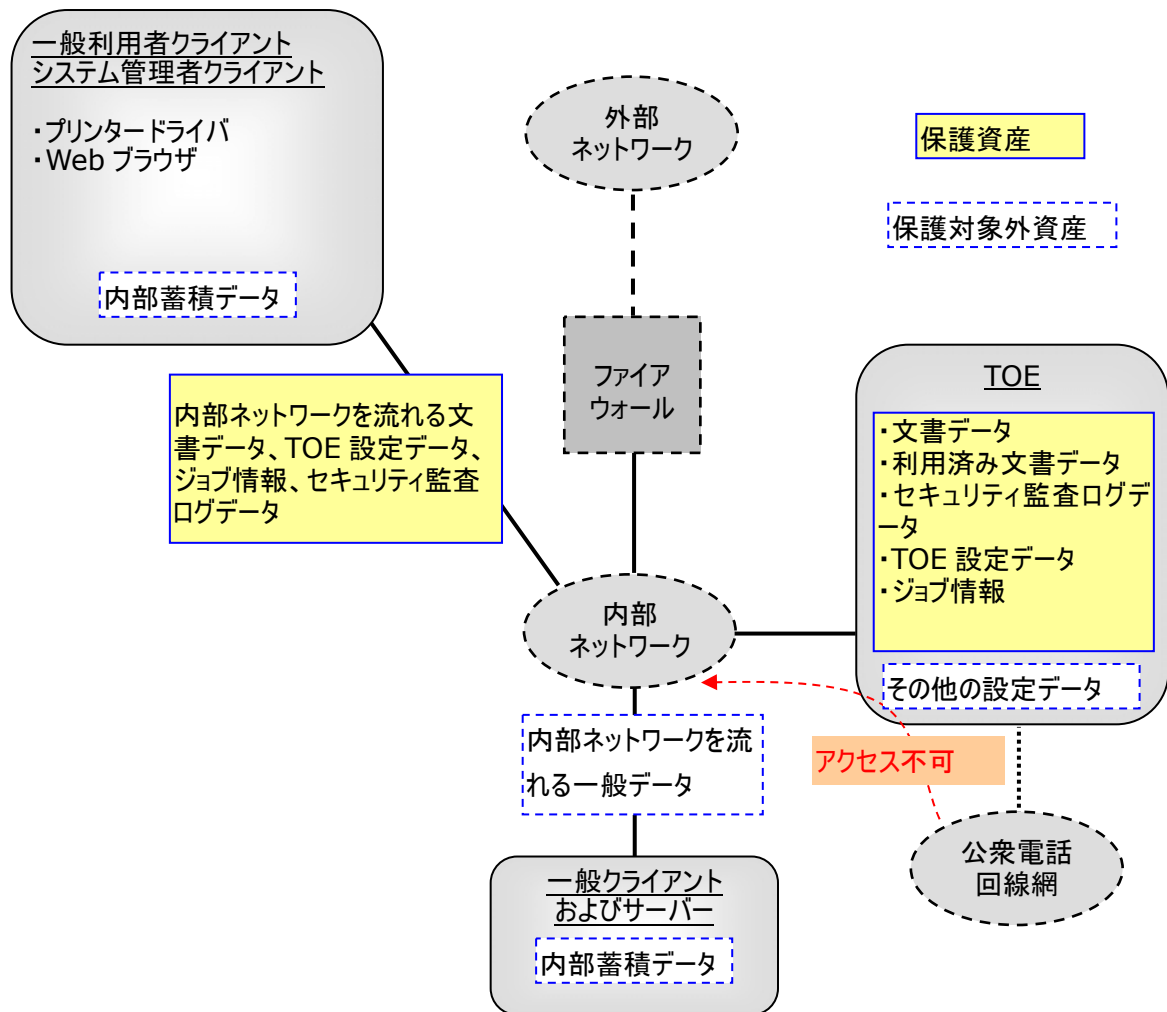 一般利用者クライアント
システム管理者クライアント
・プリンタードライバ
・Web ブラウザ
内部蓄積データ
外部
ネットワーク
保護資産
保護対象外資産
ファイア
ウォール
内部ネットワークを流れる文
書データ、TOE 設定データ、
ジョブ情報、セキュリティ監査
ログデータ
TOE
・文書データ
・利用済み文書データ
・セキュリティ監査ログデ
ータ
・TOE 設定データ
・ジョブ情報
その他の設定データ
内部
ネットワーク
内部ネットワークを流
れる一般データ
アクセス不可
公衆電話
回線網
一般クライアント
およびサーバー
内部蓄積データ